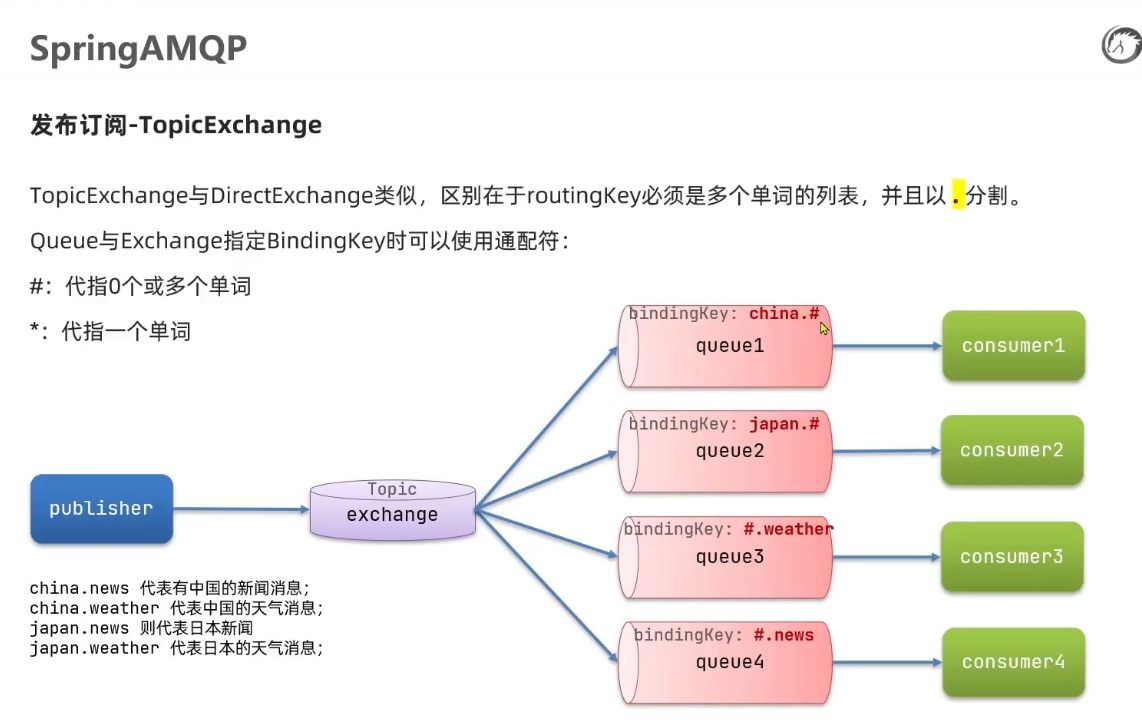 SpringAMQP
发布订阅-TopicExchange
TopicExchange与DirectExchange类似，区别在于routingKey必须是多个单词的列表，并且以 . 分割。
Queue与Exchange指定BindingKey时可以使用通配符：
#：代指0个或多个单词
*：代指一个单词
bindingKey: china.#
queue1
consumer1
bindingKey: japan.#
queue2
consumer2
publisher
Topic
exchange
bindingKey: #.weather
queue3
consumer3
bindingKey: #.news
queue4
consumer4
china.news 代表有中国的新闻消息;
china.weather 代表中国的天气消息;
japan.news 则代表日本新闻
japan.weather 代表日本的天气消息;